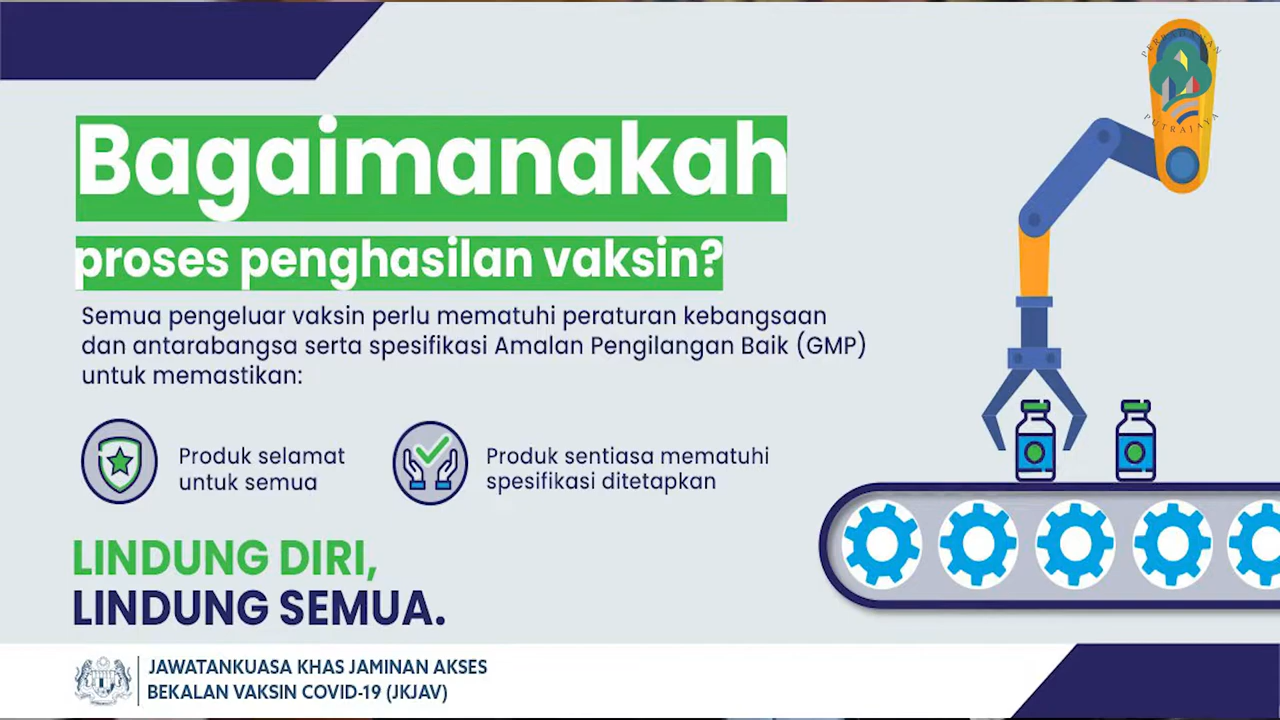 PERBADANAN
PUTRAJAYA
Bagaimanakah
proses penghasilan vaksin?
Semua pengeluar vaksin perlu mematuhi peraturan kebangsaan
dan antarabangsa serta spesifikasi Amalan Pengilangan Baik (GMP)
untuk memastikan:
Produk selamat
untuk semua
Produk sentiasa mematuhi
spesifikasi ditetapkan
LINDUNG DIRI,
LINDUNG SEMUA.
JAWATANKUASA KHAS JAMINAN AKSES
BEKALAN VAKSIN COVID-19 (JKJAV)